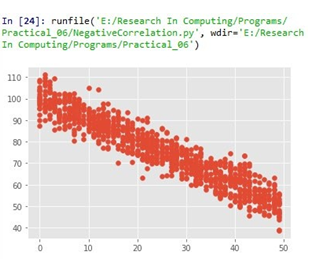 In [24]: runfile('E:/Research In Computing/Programs/
Practical_06/NegativeCorrelation.py', wdir='E:/Research
In Computing/Programs/Practical_06')
110
100
90
80
70
60
50
40
0 10 20 30 40 50